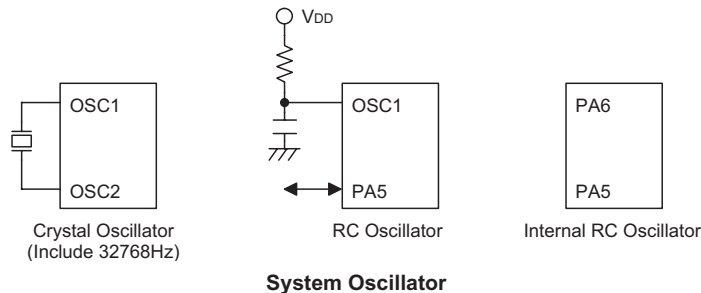 VDD
OSC1
OSC2
Crystal Oscillator
(Include 32768Hz)
OSC1
PA5
RC Oscillator
PA6
PA5
Internal RC Oscillator
System Oscillator